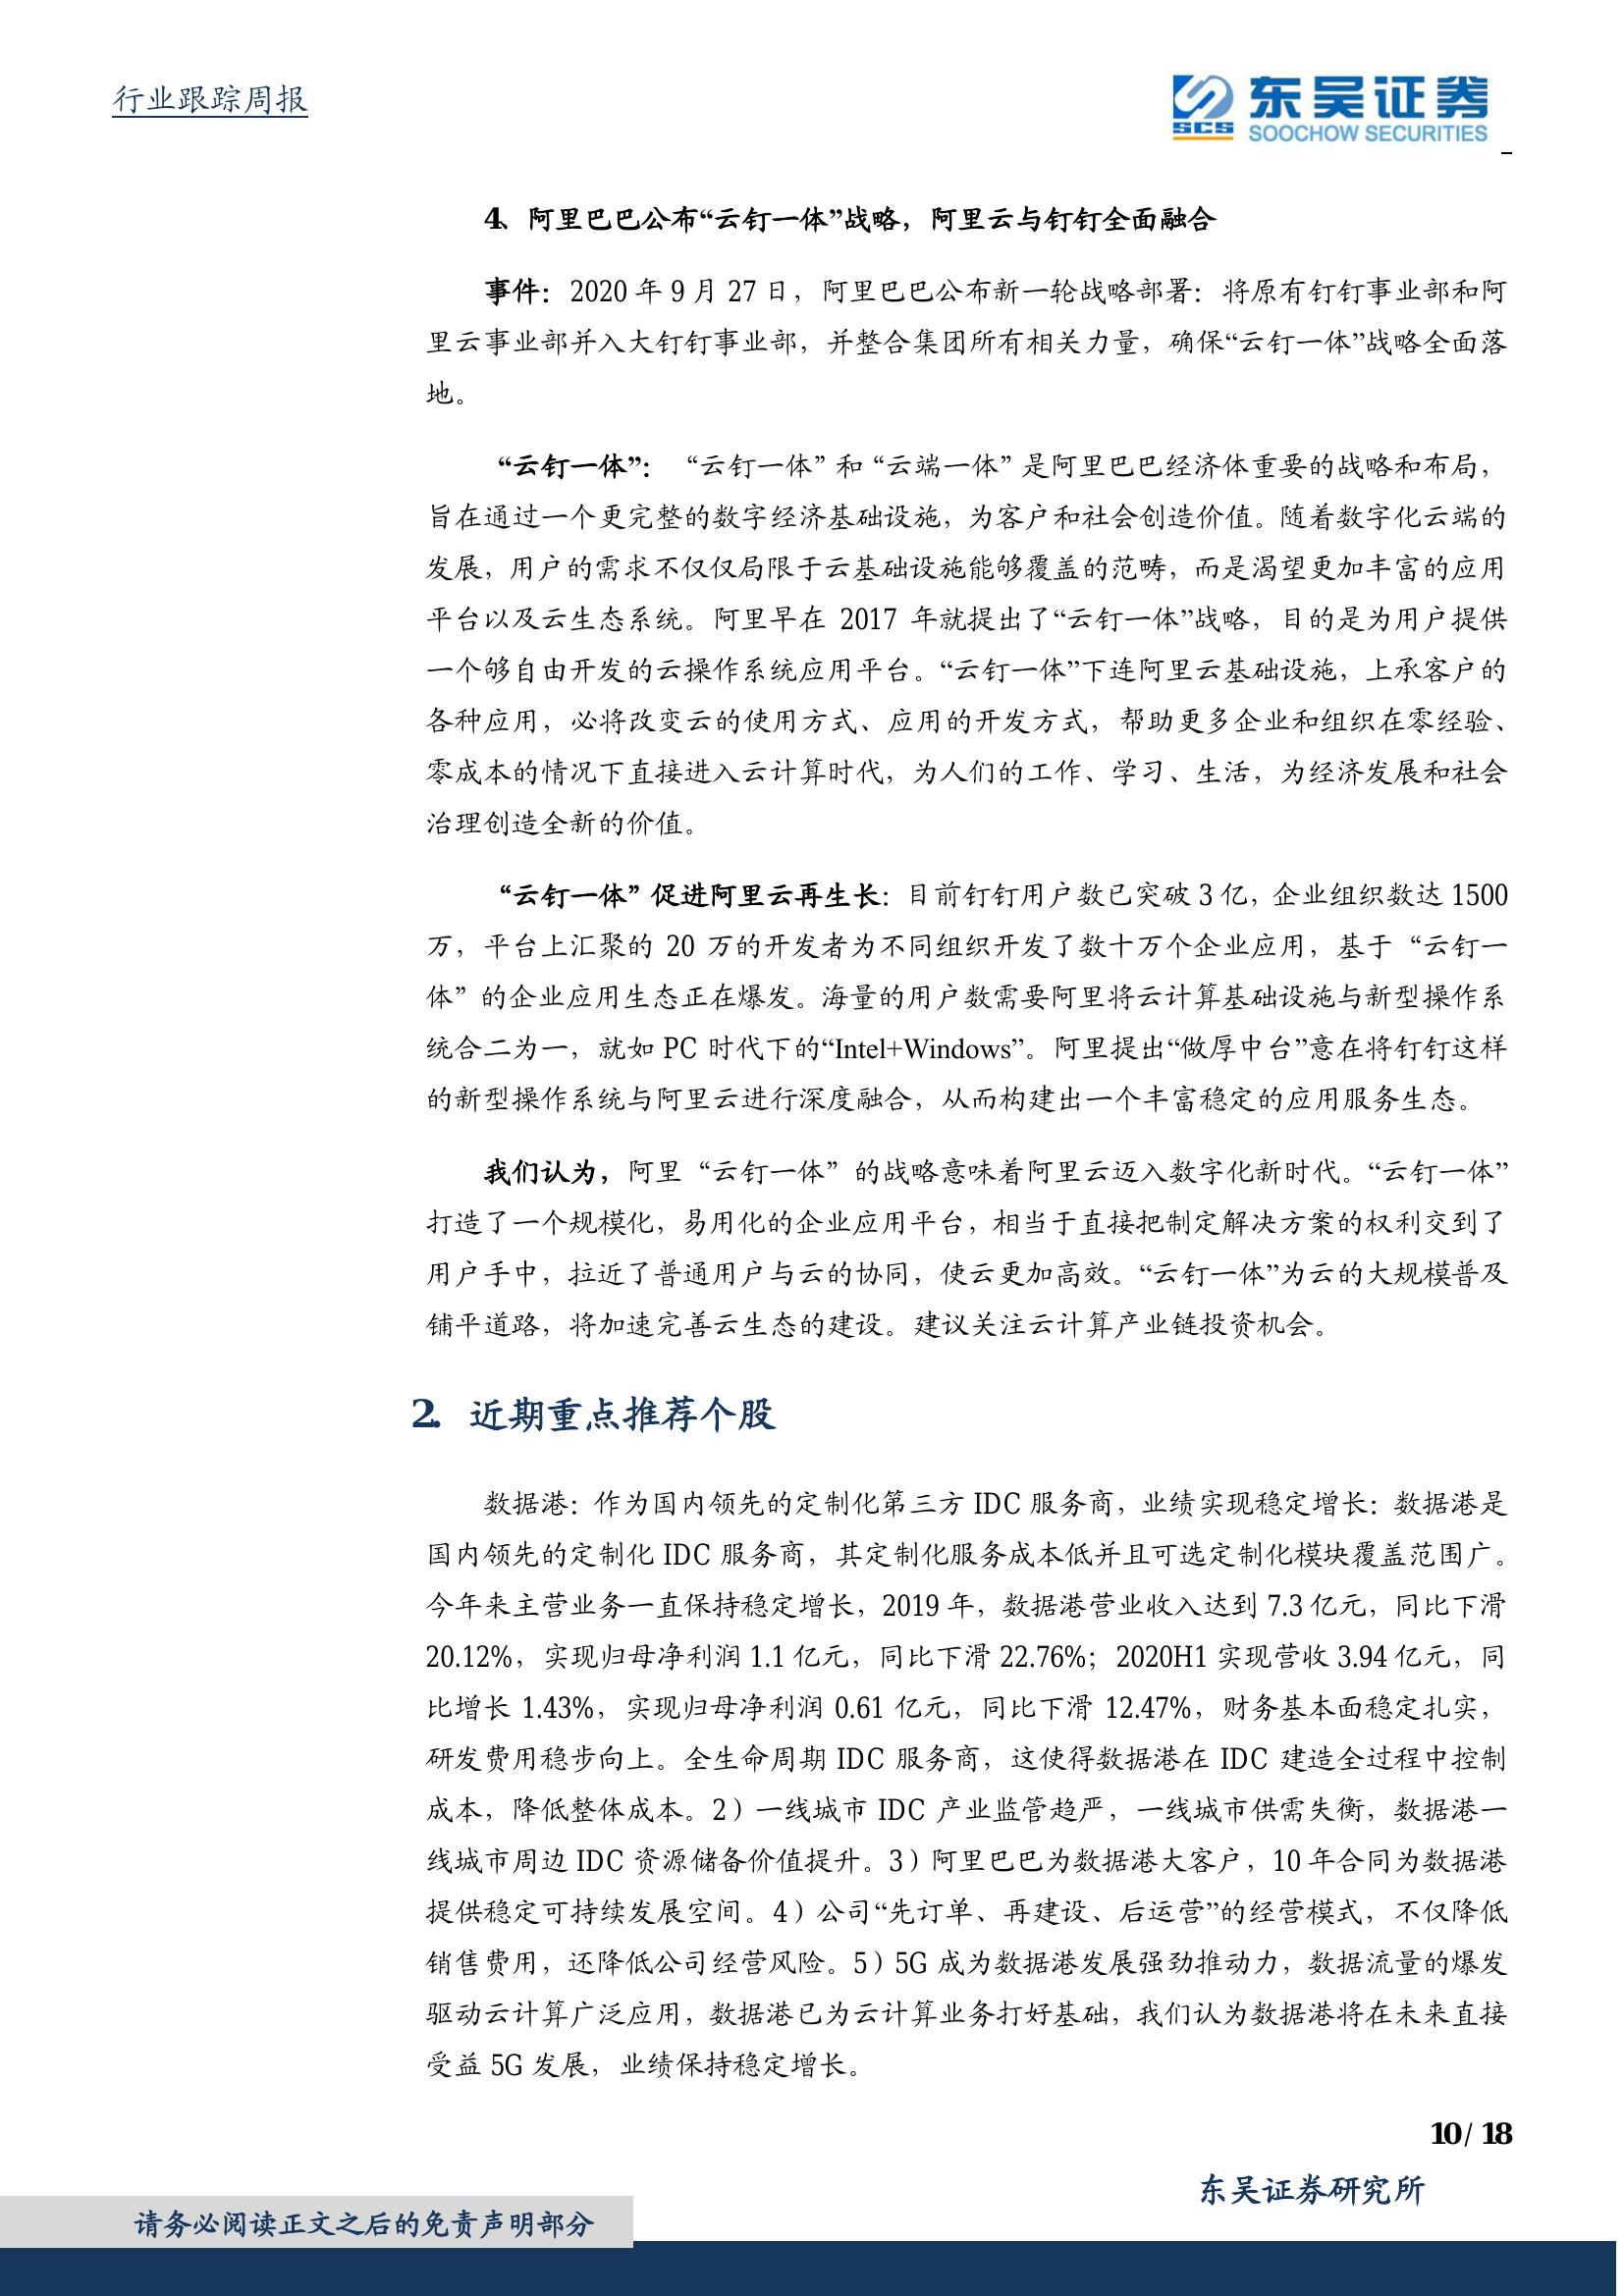 行业跟踪周报
SCS 东吴证券
SOOCHOW SECURITIES
4、阿里巴巴公布“云钉一体”战略，阿里云与钉钉全面融合
事件：2020 年 9 月 27 日，阿里巴巴公布新一轮战略部署：将原有钉钉事业部和阿
里云事业部并入大钉钉事业部，并整合集团所有相关力量，确保“云钉一体”战略全面落
地。
“云钉一体”： “云钉一体”和“云端一体”是阿里巴巴经济体重要的战略和布局，
旨在通过一个更完整的数字经济基础设施，为客户和社会创造价值。随着数字化云端的
发展，用户的需求不仅仅局限于云基础设施能够覆盖的范畴，而是渴望更加丰富的应用
平台以及云生态系统。阿里早在 2017 年就提出了“云钉一体”战略，目的是为用户提供
一个够自由开发的云操作系统应用平台。“云钉一体”下连阿里云基础设施，上承客户的
各种应用，必将改变云的使用方式、应用的开发方式，帮助更多企业和组织在零经验、
零成本的情况下直接进入云计算时代，为人们的工作、学习、生活，为经济发展和社会
治理创造全新的价值。
“云钉一体”促进阿里云再生长：目前钉钉用户数已突破 3 亿，企业组织数达 1500
万，平台上汇聚的 20 万的开发者为不同组织开发了数十万个企业应用，基于“云钉一
体”的企业应用生态正在爆发。海量的用户数需要阿里将云计算基础设施与新型操作系
统合二为一，就如 PC 时代下的“Intel+Windows”。阿里提出“做厚中台”意在将钉钉这样
的新型操作系统与阿里云进行深度融合，从而构建出一个丰富稳定的应用服务生态。
我们认为，阿里“云钉一体”的战略意味着阿里云迈入数字化新时代。“云钉一体”
打造了一个规模化，易用化的企业应用平台，相当于直接把制定解决方案的权利交到了
用户手中，拉近了普通用户与云的协同，使云更加高效。“云钉一体”为云的大规模普及
铺平道路，将加速完善云生态的建设。建议关注云计算产业链投资机会。
2. 近期重点推荐个股
数据港：作为国内领先的定制化第三方 IDC 服务商，业绩实现稳定增长：数据港是
国内领先的定制化 IDC 服务商，其定制化服务成本低并且可选定制化模块覆盖范围广。
今年来主营业务一直保持稳定增长，2019 年，数据港营业收入达到 7.3 亿元，同比下滑
20.12%，实现归母净利润 1.1 亿元，同比下滑 22.76%；2020H1 实现营收 3.94 亿元，同
比增长 1.43%，实现归母净利润 0.61 亿元，同比下滑 12.47%，财务基本面稳定扎实，
研发费用稳步向上。全生命周期 IDC 服务商，这使得数据港在 IDC 建造全过程中控制
成本，降低整体成本。2）一线城市 IDC 产业监管趋严，一线城市供需失衡，数据港一
线城市周边 IDC 资源储备价值提升。3）阿里巴巴为数据港大客户，10 年合同为数据港
提供稳定可持续发展空间。4）公司“先订单、再建设、后运营”的经营模式，不仅降低
销售费用，还降低公司经营风险。5）5G 成为数据港发展强劲推动力，数据流量的爆发
驱动云计算广泛应用，数据港已为云计算业务打好基础，我们认为数据港将在未来直接
受益 5G 发展，业绩保持稳定增长。
10 / 18
东吴证券研究所
请务必阅读正文之后的免责声明部分